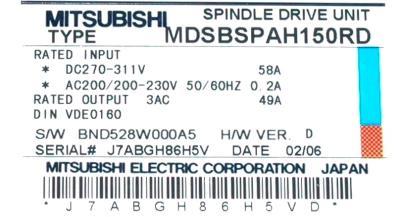 MITSUBISHI SPINDLE DRIVE UNIT
TYPE MDSBSPAH150RD
RATED INPUT
* DC270-311V 58A
* AC200/200-230V 50/60HZ 0.2A
RATED OUTPUT 3AC 49A
DIN VDE0160
S/W BND528W000A5 H/W VER. D
SERIAL# J7ABGH86H5V DATE 02/06
MITSUBISHI ELECTRIC CORPORATION JAPAN
* J 7 A B G H 8 6 H 5 V D *